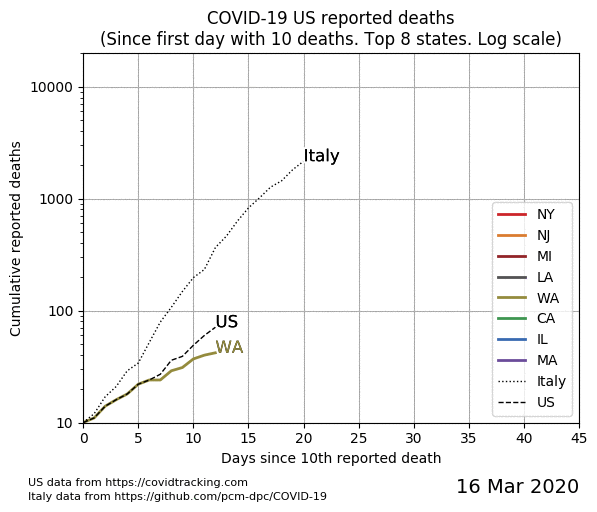 COVID-19 US reported deaths
(Since first day with 10 deaths. Top 8 states. Log scale)
Cumulative reported deaths
10000
1000
100
10
Italy
US
WA
NY
NJ
MI
LA
WA
CA
IL
MA
Italy
US
0 5 10 15 20 25 30 35 40 45
Days since 10th reported death
US data from https://covidtracking.com
Italy data from https://github.com/pcm-dpc/COVID-19
16 Mar 2020